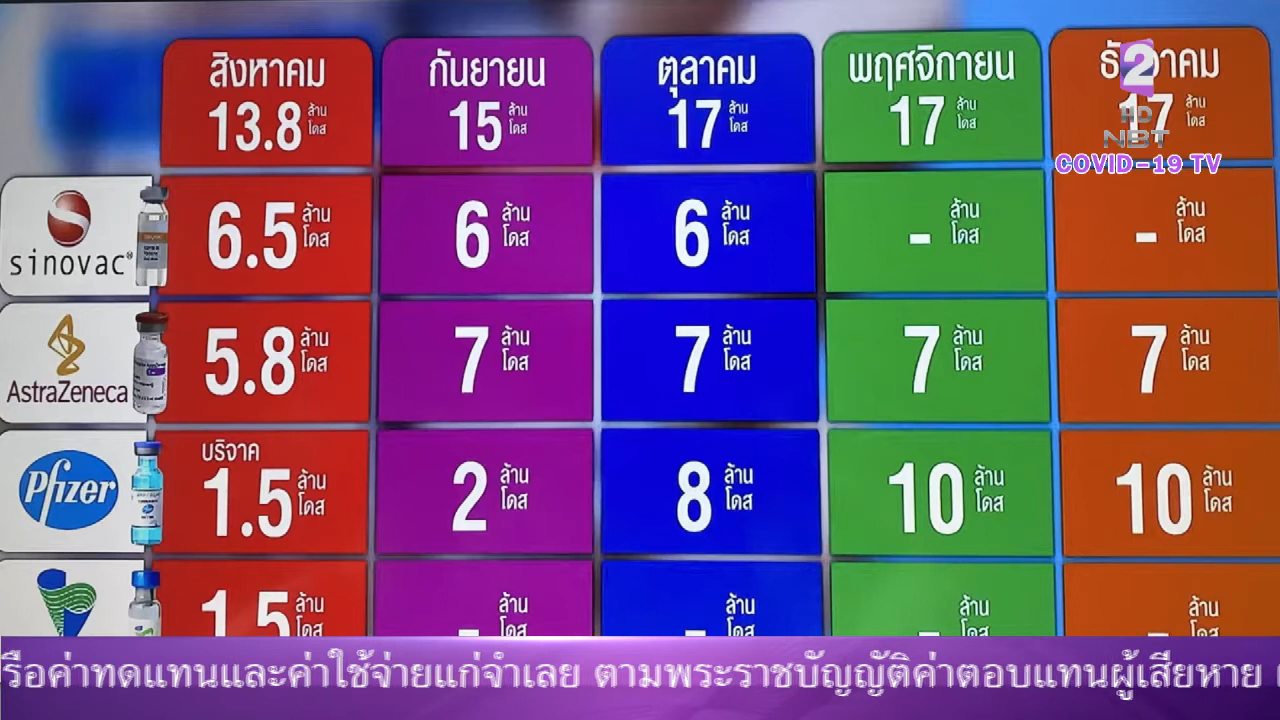 สิงหาคม กันยายน ตุลาคม พฤศจิกายน
13.8 ล้านโดส 15 ล้านโดส 17 ล้านโดส 17 ล้านโดส 17 ล้านโดส
2
HD
NBT
COVID-19 TV
sinovac® 6.5 ล้านโดส 6 ล้านโดส 6 ล้านโดส - ล้านโดส - ล้านโดส
AstraZeneca 5.8 ล้านโดส 7 ล้านโดส 7 ล้านโดส 7 ล้านโดส 7 ล้านโดส
บริจาค
Pfizer 1.5 ล้านโดส 2 ล้านโดส 8 ล้านโดส 10 ล้านโดส 10 ล้านโดส
1.5 ล้านโดส - ล้านโดส - ล้านโดส - ล้านโดส - ล้านโดส
รือค่าทดแทนและค่าใช้จ่ายแก่จำเลย ตามพระราชบัญญัติค่าตอบแทนผู้เสียหาย